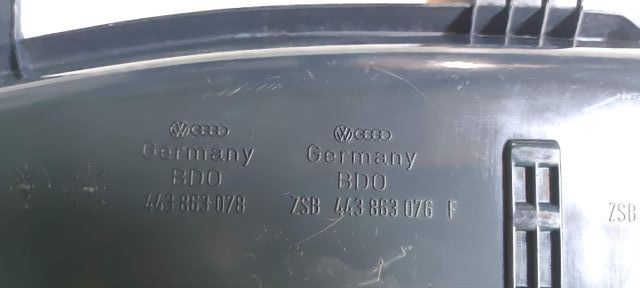 Germany
BDO
443 863 078
Germany
BDO
ZSB 443 863 076 F
ZSB